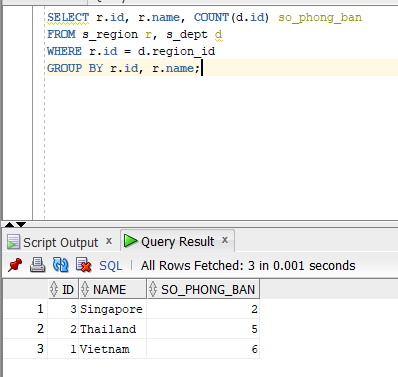 SELECT r.id, r.name, COUNT(d.id) so_phong_ban
FROM s_region r, s_dept d
WHERE r.id = d.region_id
GROUP BY r.id, r.name;
Script Output x Query Result x
SQL | All Rows Fetched: 3 in 0.001 seconds
ID NAME SO_PHONG_BAN
1 3 Singapore 2
2 2 Thailand 5
3 1 Vietnam 6